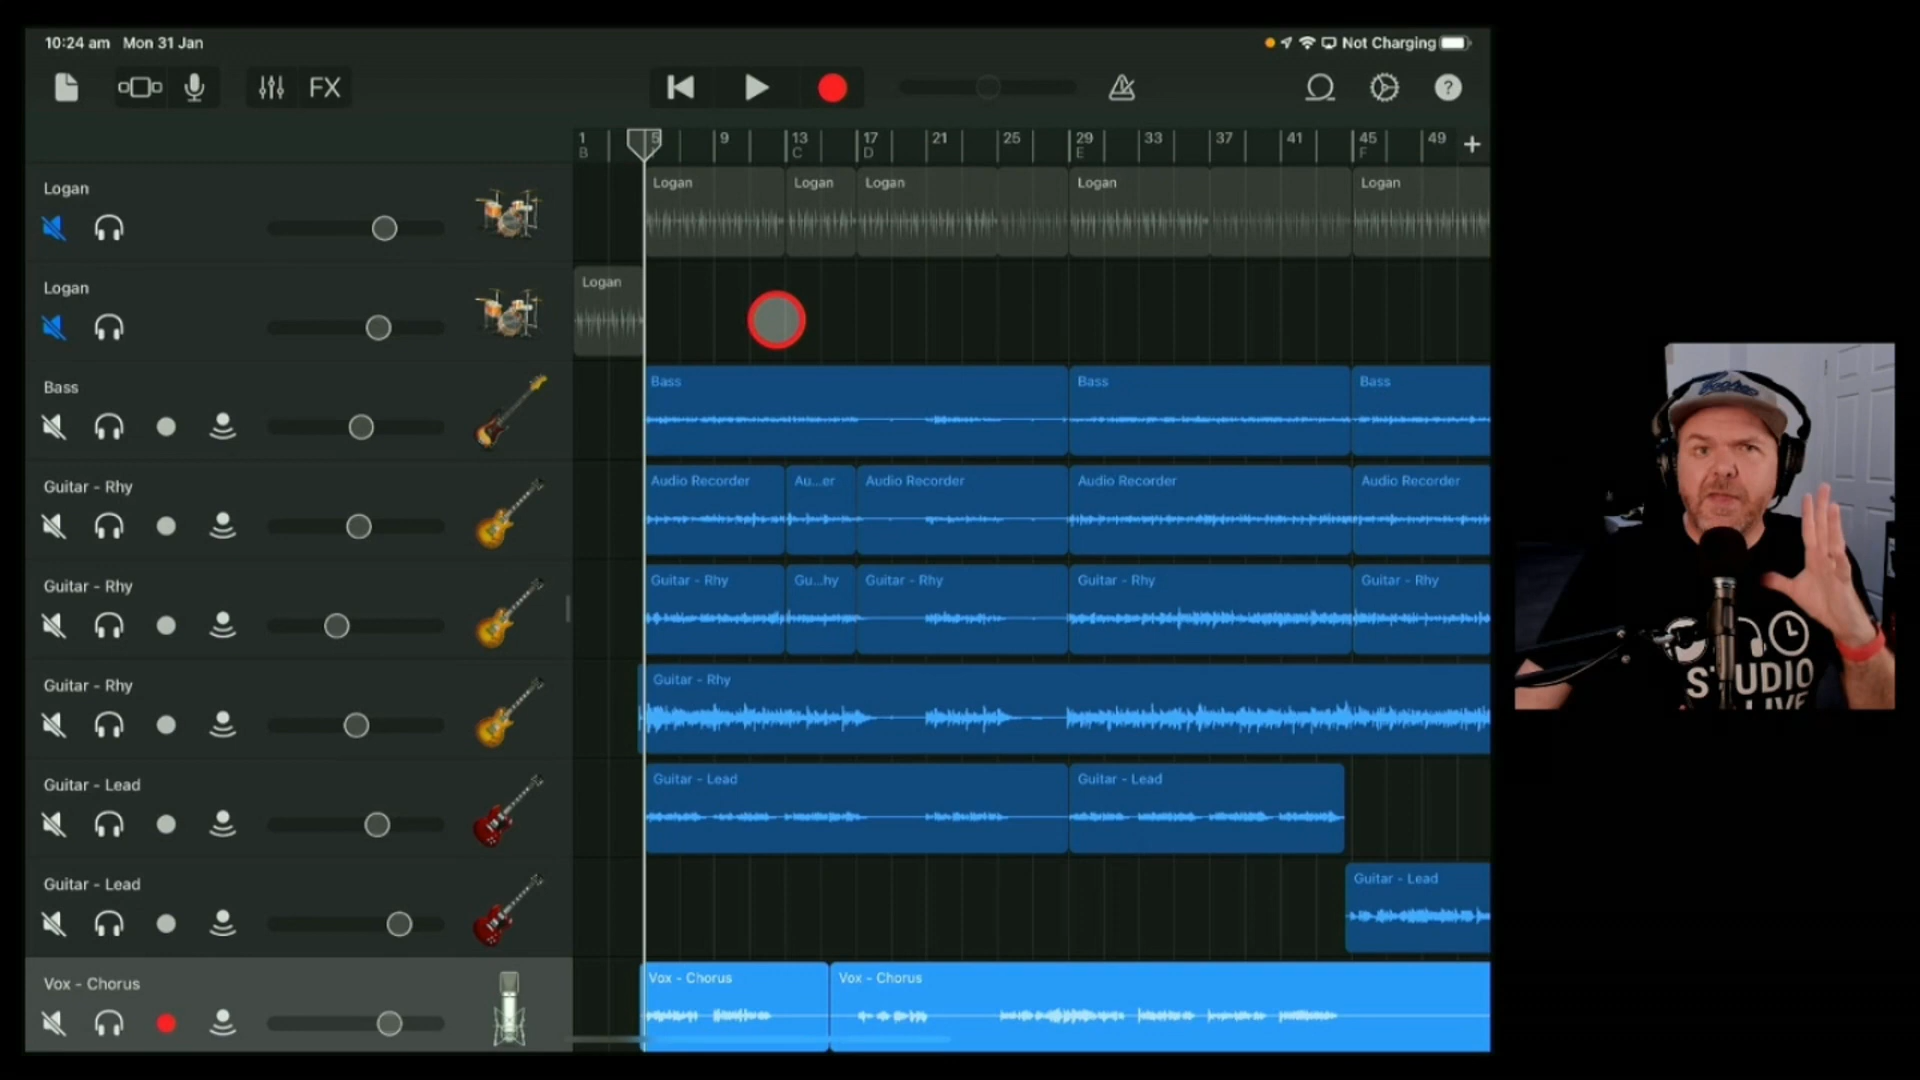 10:24 am Mon 31 Jan
Not Charging
FX
?
1 5 9 13 17 21 25 29 33 37 41 45 49 +
B C D E F
Logan
Logan Logan Logan Logan Logan
Logan
Logan
Bass
Bass Bass Bass
Guitar - Rhy
Audio Recorder Au...er Audio Recorder Audio Recorder Audio Recorder
Guitar - Rhy
Guitar - Rhy Gu...hy Guitar - Rhy Guitar - Rhy Guitar - Rhy
Guitar - Rhy
Guitar - Rhy
Guitar - Lead
Guitar - Lead Guitar - Lead
Guitar - Lead
Guitar - Lead
Vox - Chorus
Vox - Chorus Vox - Chorus
STUDIO
LIVE